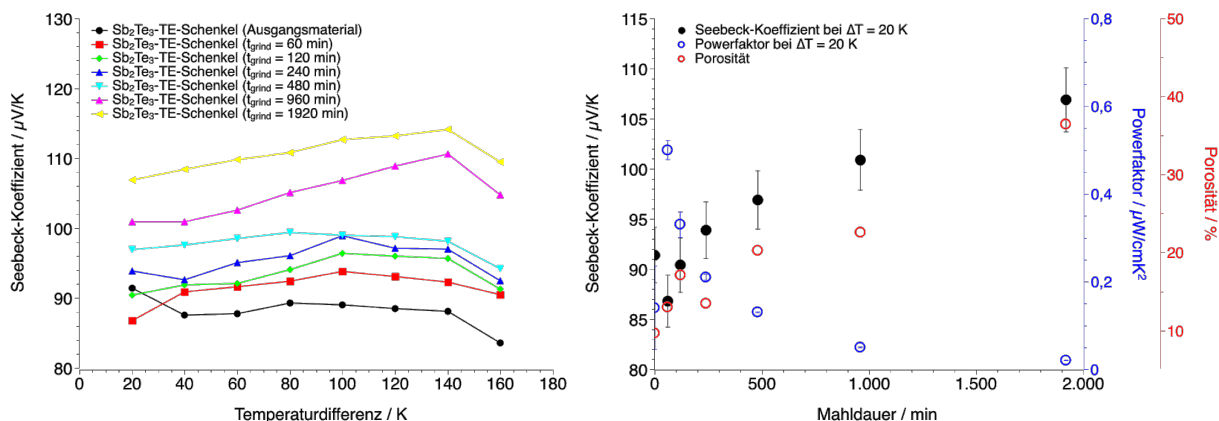 Sb₂Te₃-TE-Schenkel (Ausgangsmaterial)
Sb₂Te₃-TE-Schenkel (tgrind = 60 min)
Sb₂Te₃-TE-Schenkel (tgrind = 120 min)
Sb₂Te₃-TE-Schenkel (tgrind = 240 min)
Sb₂Te₃-TE-Schenkel (tgrind = 480 min)
Sb₂Te₃-TE-Schenkel (tgrind = 960 min)
Sb₂Te₃-TE-Schenkel (tgrind = 1920 min)
130
120
110
100
90
80
Seebeck-Koeffizient / µV/K
0
20
40
60
80
100
120
140
160
180
Temperaturdifferenz / K
Seebeck-Koeffizient bei ΔT = 20 K
Powerfaktor bei ΔT = 20 K
Porosität
115
110
105
100
95
90
85
80
Seebeck-Koeffizient / µV/K
0
500
1.000
1.500
2.000
Mahldauer / min
0,8
0,6
0,4
0,2
0
Powerfaktor / µW/cmK²
50
40
30
20
10
Porosität / %